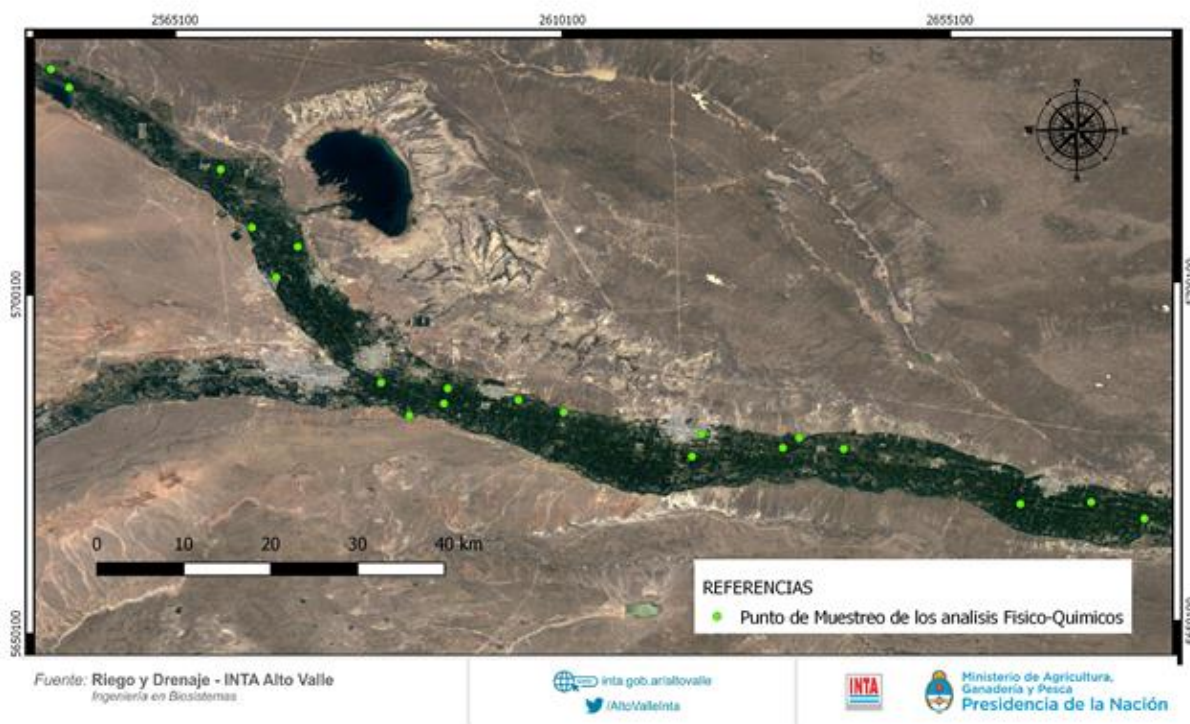 2565100 2610100 2655100
N
W E
S
5700100 5700100
0 10 20 30 40 km
REFERENCIAS
Punto de Muestreo de los analisis Fisico-Quimicos
5650100 5650100
Fuente: Riego y Drenaje - INTA Alto Valle
Ingeniería en Biosistemas
inta.gob.ar/altovalle
/AltoValleInta
INTA
Ministerio de Agricultura,
Ganadería y Pesca
Presidencia de la Nación